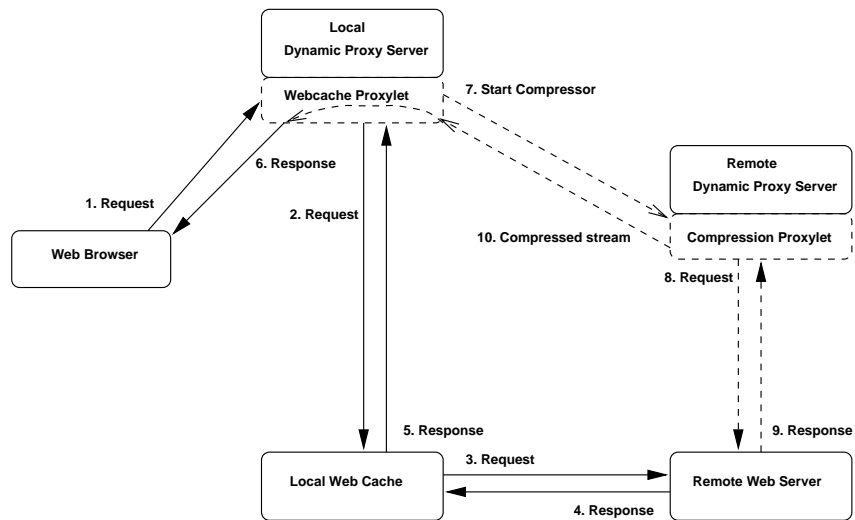 Local
Dynamic Proxy Server
Webcache Proxylet
7. Start Compressor
6. Response
1. Request
2. Request
Remote
Dynamic Proxy Server
10. Compressed stream
Compression Proxylet
Web Browser
8. Request
5. Response
9. Response
3. Request
Local Web Cache
Remote Web Server
4. Response